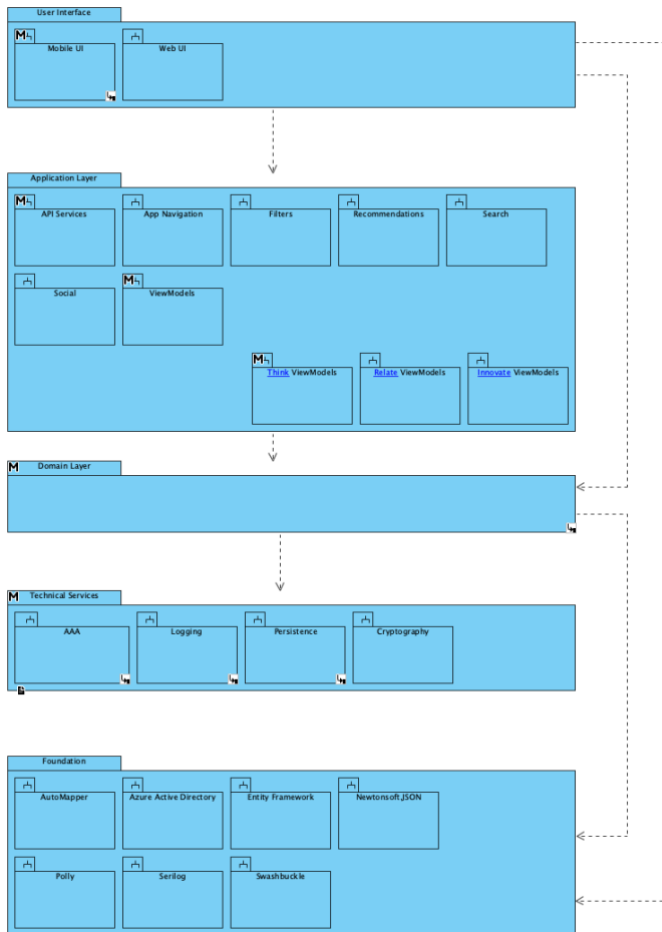 User Interface
M
Mobile UI
Web UI
Application Layer
M
API Services
App Navigation
Filters
Recommendations
Search
Social
M
ViewModels
M
Think ViewModels
Relate ViewModels
Innovate ViewModels
M
Domain Layer
M
Technical Services
AAA
Logging
Persistence
Cryptography
Foundation
AutoMapper
Azure Active Directory
Entity Framework
Newtonsoft.JSON
Polly
Serilog
Swashbuckle